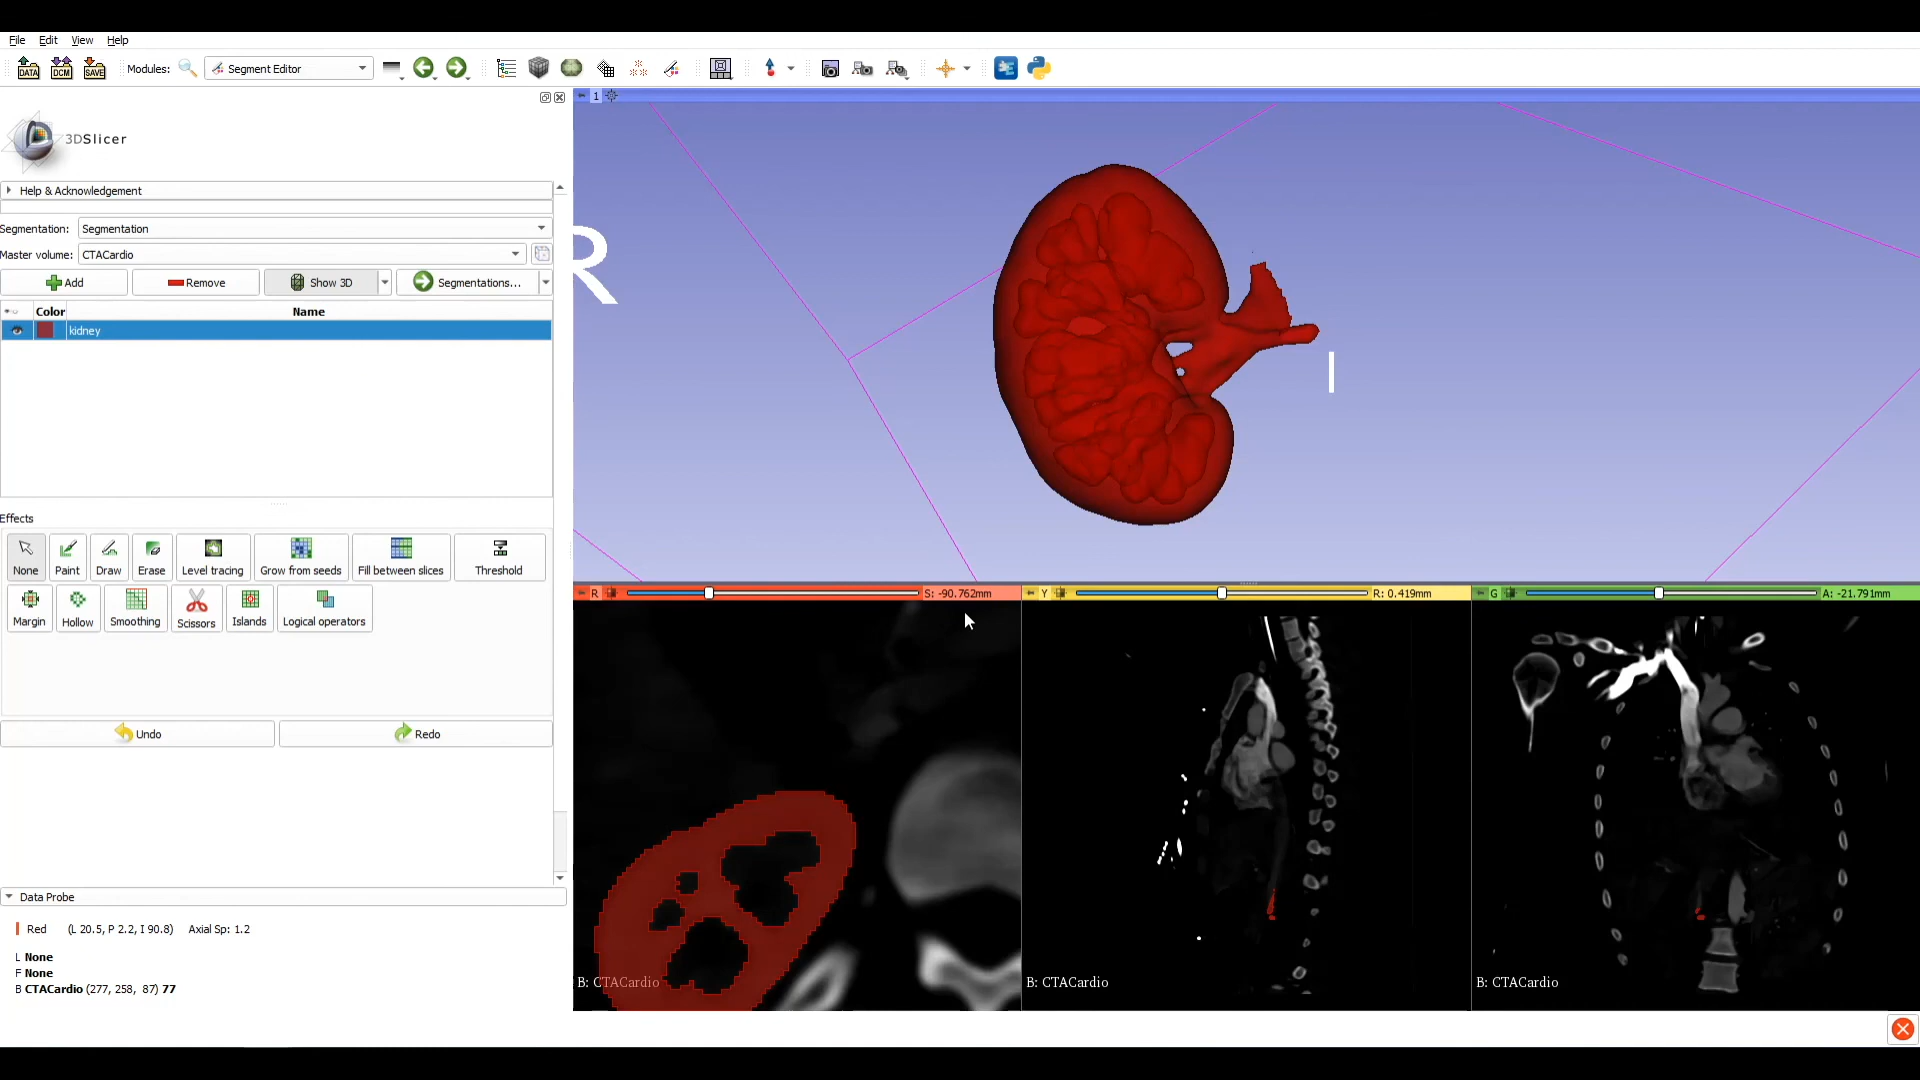 File Edit View Help
DATA DCM SAVE Modules: Segment Editor
1
3DSlicer
Help & Acknowledgement
Segmentation: Segmentation
Master volume: CTACardio
Add Remove Show 3D Segmentations...
Color Name
kidney
R
I
Effects
None Paint Draw Erase Level tracing Grow from seeds Fill between slices Threshold
Margin Hollow Smoothing Scissors Islands Logical operators
Undo Redo
R S: -90.762mm Y R: 0.419mm G A: -21.791mm
Data Probe
Red (L 20.5, P 2.2, I 90.8) Axial Sp: 1.2
L None
F None
B CTACardio (277, 258, 87) 77
B: CTACardio B: CTACardio B: CTACardio